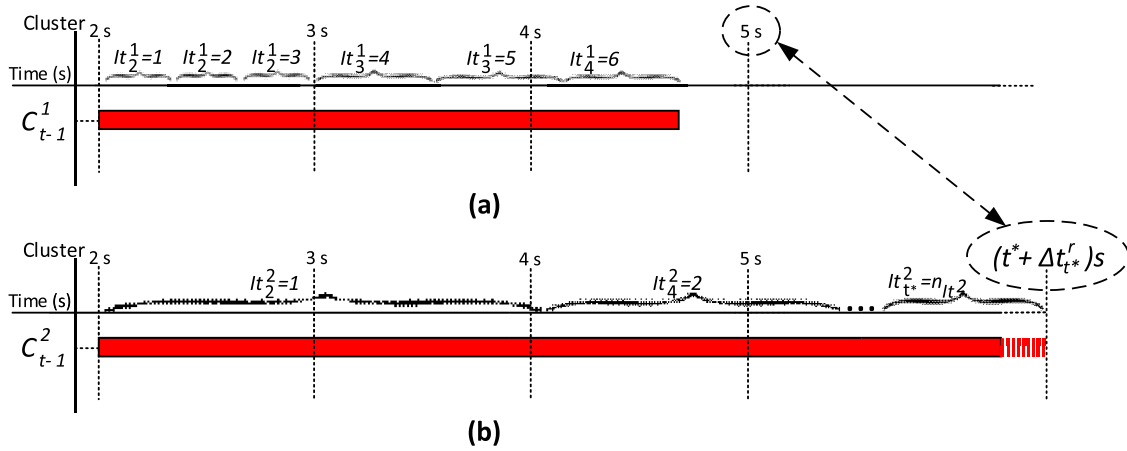 Cluster
2 s 3 s 4 s 5 s
It_2^1=1 It_2^1=2 It_2^1=3 It_3^1=4 It_3^1=5 It_4^1=6
Time (s)
C_{t-1}^1
(a)
Cluster
2 s 3 s 4 s 5 s (t*+ Δt_{t*}^r)s
It_2^2=1 It_4^2=2 ... It_{t*}^2=n_{It^2}
Time (s)
C_{t-1}^2
(b)